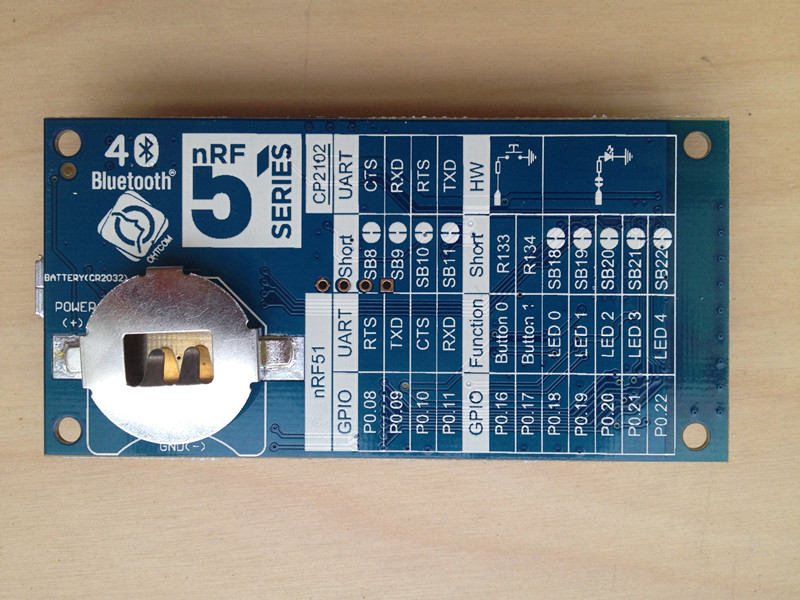 4.0
Bluetooth®
nRF
5
SERIES
OHTCOM
BATTERY(CR2032)
POWER
(+)
GND(-)
nRF51 CP2102
GPIO UART Short UART
P0.08 RTS SB8 CTS
P0.09 TXD SB9 RXD
P0.10 CTS SB10 RTS
P0.11 RXD SB11 TXD
GPIO Function Short HW
P0.16 Button 0 R133
P0.17 Button 1 R134
P0.18 LED 0 SB18
P0.19 LED 1 SB19
P0.20 LED 2 SB20
P0.21 LED 3 SB21
P0.22 LED 4 SB22